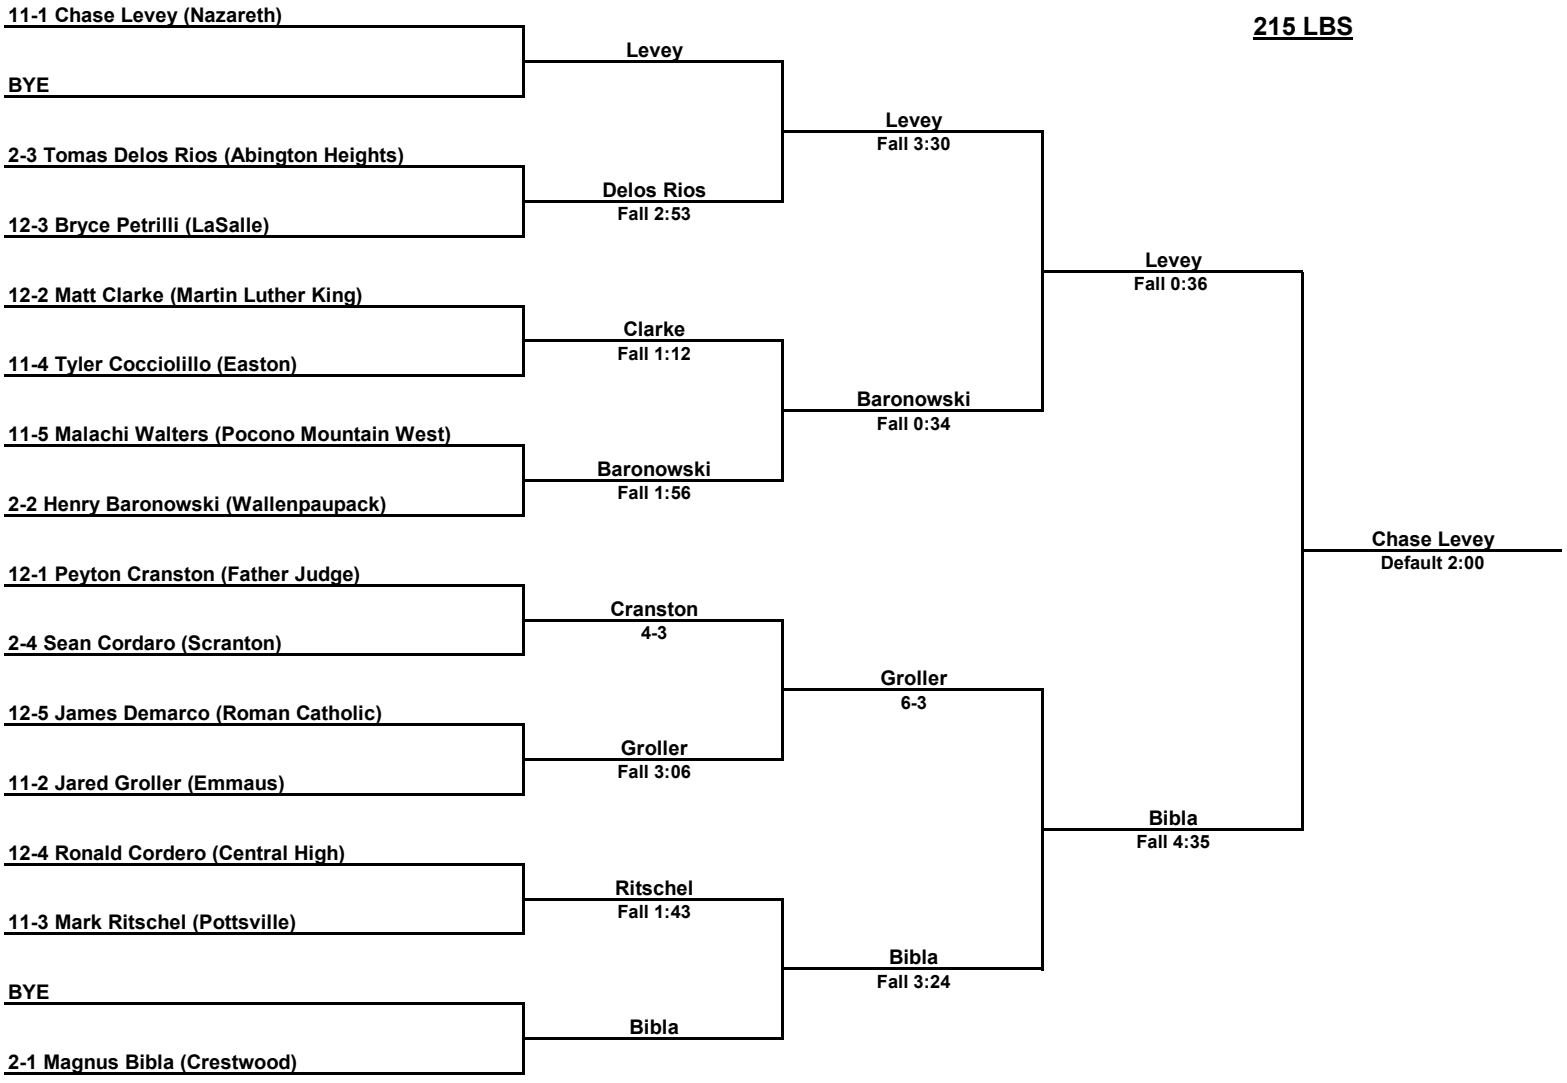 215 LBS
11-1 Chase Levey (Nazareth)
BYE
2-3 Tomas Delos Rios (Abington Heights)
12-3 Bryce Petrilli (LaSalle)
12-2 Matt Clarke (Martin Luther King)
11-4 Tyler Cocciolillo (Easton)
11-5 Malachi Walters (Pocono Mountain West)
2-2 Henry Baronowski (Wallenpaupack)
12-1 Peyton Cranston (Father Judge)
2-4 Sean Cordaro (Scranton)
12-5 James Demarco (Roman Catholic)
11-2 Jared Groller (Emmaus)
12-4 Ronald Cordero (Central High)
11-3 Mark Ritschel (Pottsville)
BYE
2-1 Magnus Bibla (Crestwood)
Levey
Delos Rios
Fall 2:53
Clarke
Fall 1:12
Baronowski
Fall 1:56
Cranston
4-3
Groller
Fall 3:06
Ritschel
Fall 1:43
Bibla
Levey
Fall 3:30
Baronowski
Fall 0:34
Groller
6-3
Bibla
Fall 3:24
Levey
Fall 0:36
Bibla
Fall 4:35
Chase Levey
Default 2:00